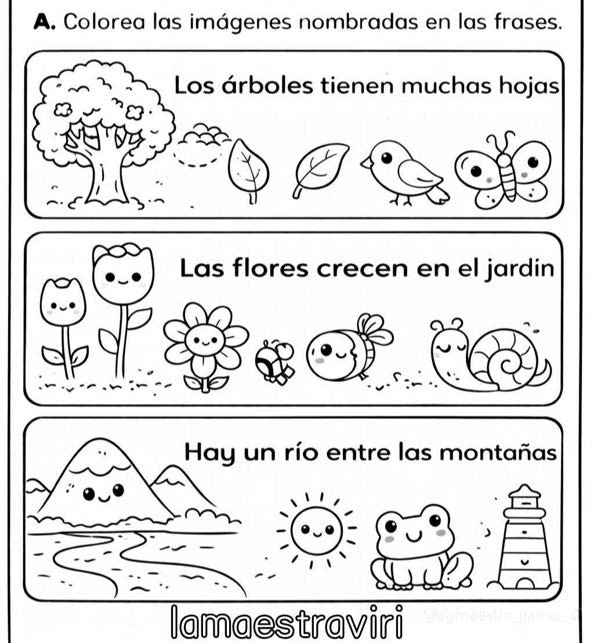 A. Colorea las imágenes nombradas en las frases.
Los árboles tienen muchas hojas
Las flores crecen en el jardin
Hay un río entre las montañas
lamaestraviri